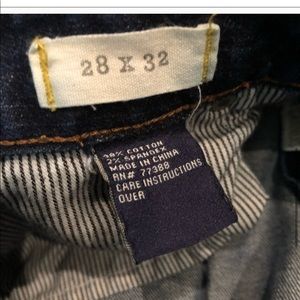 28 X 32
98% COTTON
2% SPANDEX
MADE IN CHINA
RN# 77388
CARE INSTRUCTIONS
OVER